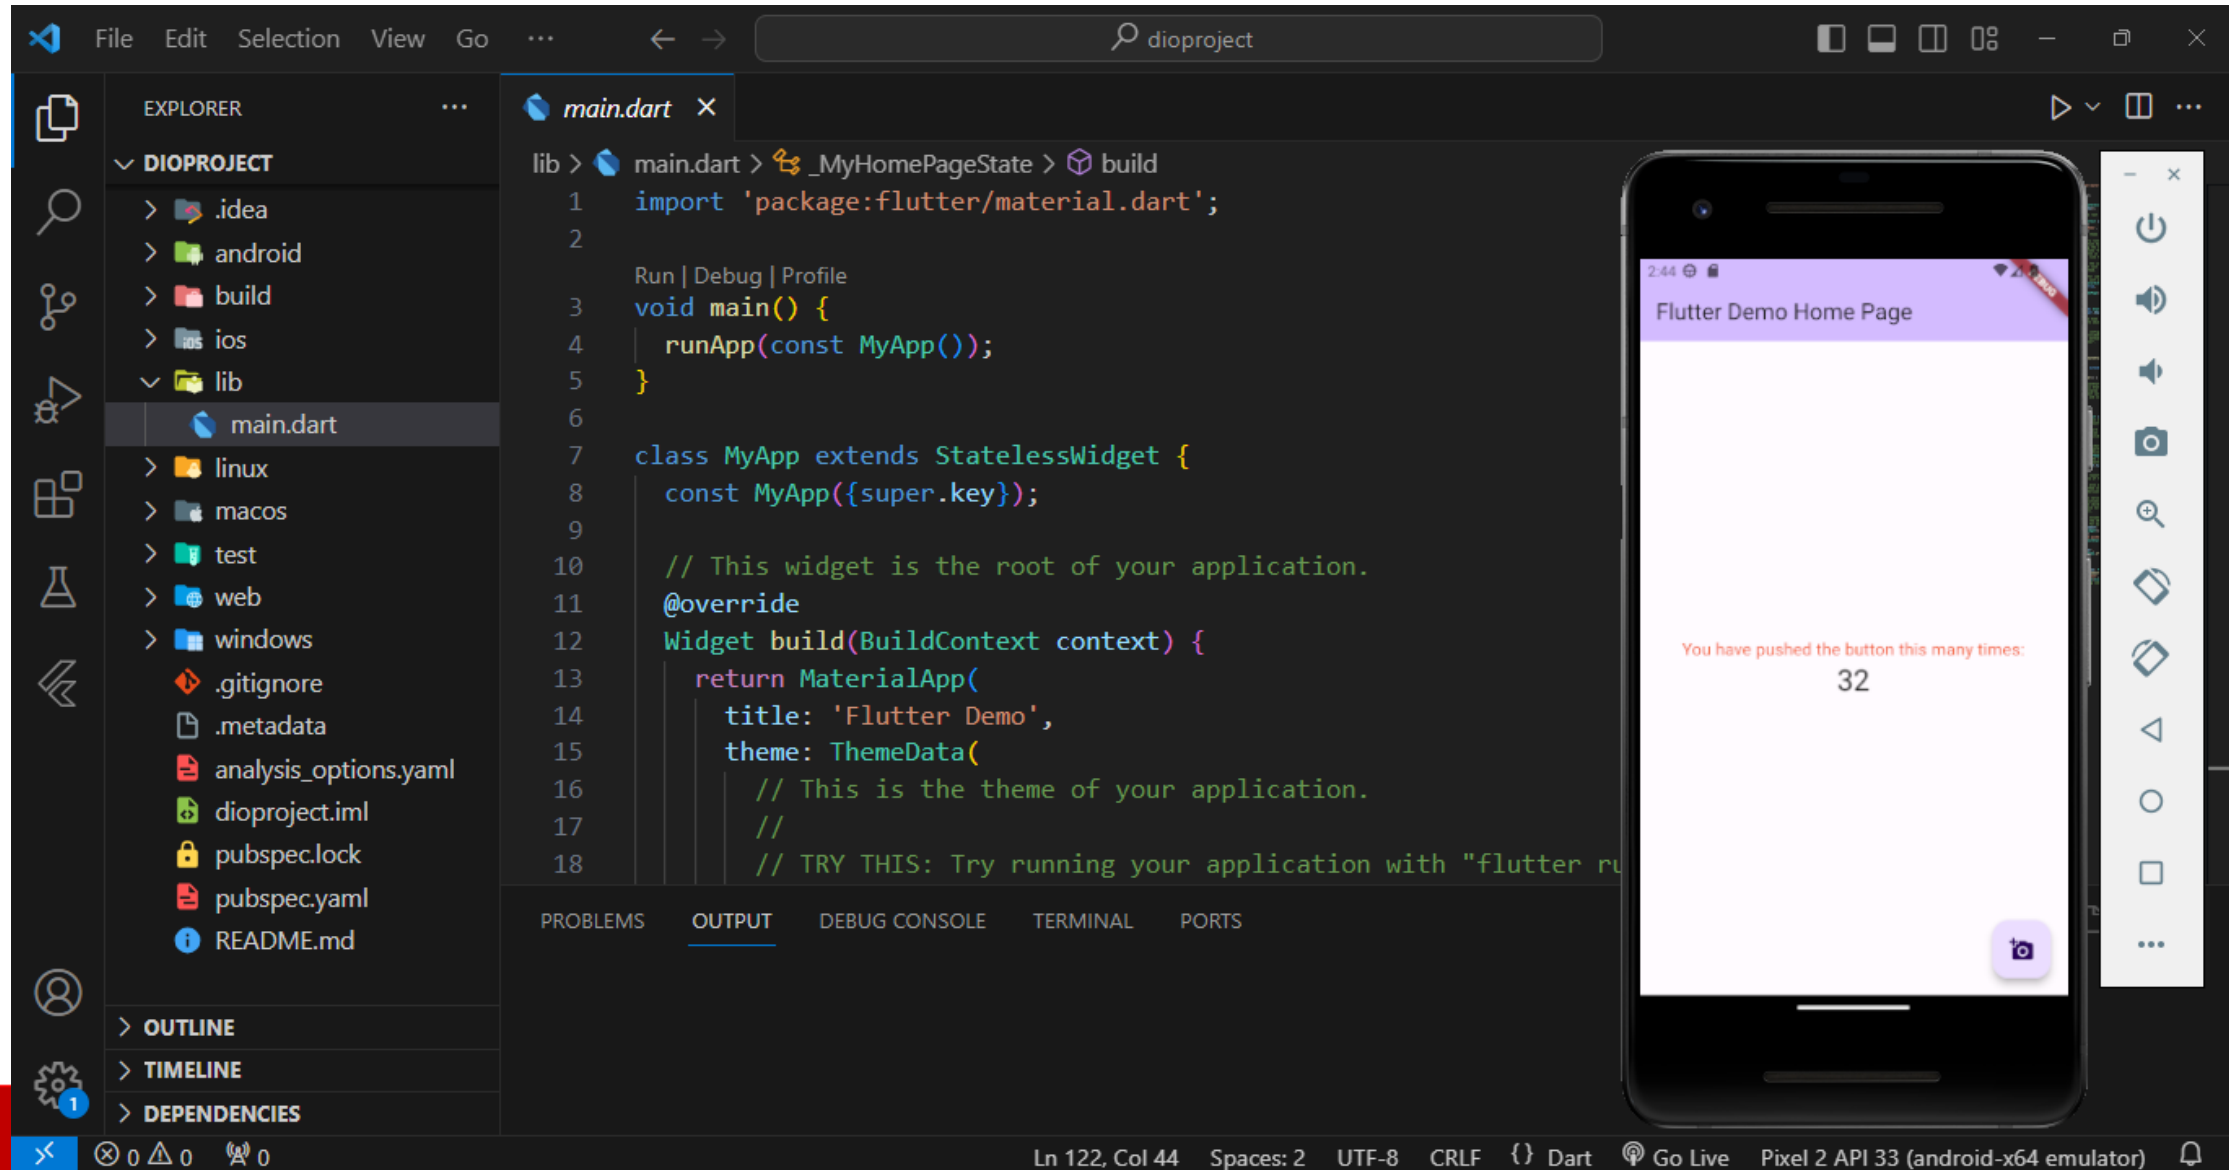 File Edit Selection View Go ··· dioproject
EXPLORER ···
DIOPROJECT
.idea
android
build
ios
lib
main.dart
linux
macos
test
web
windows
.gitignore
.metadata
analysis_options.yaml
dioproject.iml
pubspec.lock
pubspec.yaml
README.md
OUTLINE
TIMELINE
DEPENDENCIES
1
main.dart
lib > main.dart > _MyHomePageState > build
1 import 'package:flutter/material.dart';
2
Run | Debug | Profile
3 void main() {
4 runApp(const MyApp());
5 }
6
7 class MyApp extends StatelessWidget {
8 const MyApp({super.key});
9
10 // This widget is the root of your application.
11 @override
12 Widget build(BuildContext context) {
13 return MaterialApp(
14 title: 'Flutter Demo',
15 theme: ThemeData(
16 // This is the theme of your application.
17 //
18 // TRY THIS: Try running your application with "flutter ru
PROBLEMS OUTPUT DEBUG CONSOLE TERMINAL PORTS
2:44
DEBUG
Flutter Demo Home Page
You have pushed the button this many times:
32
0 0 0 Ln 122, Col 44 Spaces: 2 UTF-8 CRLF {} Dart Go Live Pixel 2 API 33 (android-x64 emulator)